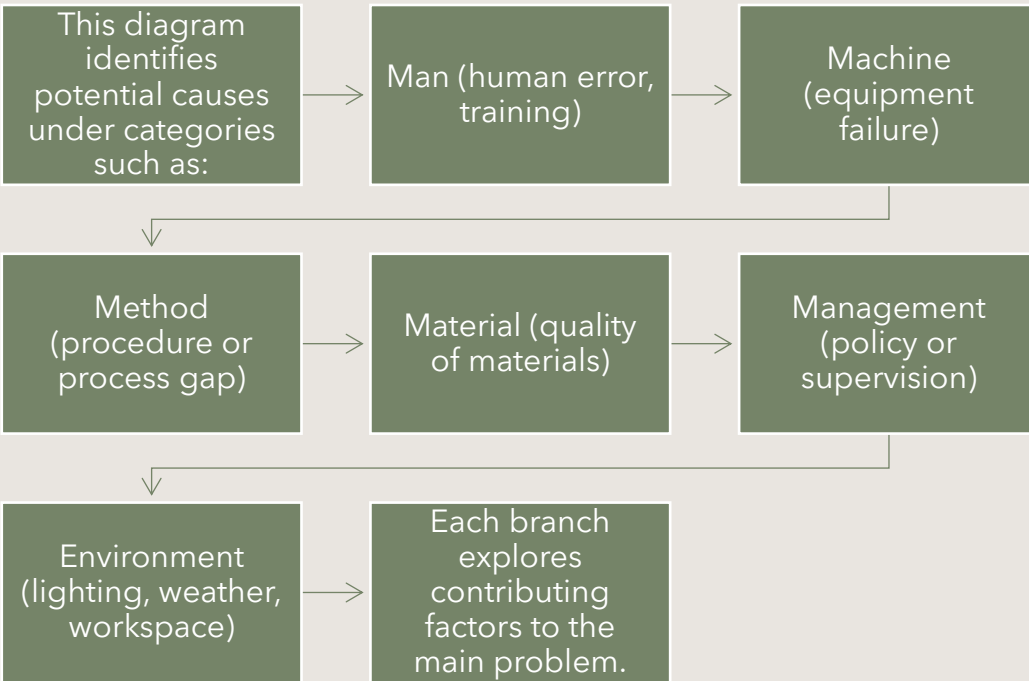 This diagram
identifies
potential causes
under categories
such as:
Man (human error,
training)
Machine
(equipment
failure)
Method
(procedure or
process gap)
Material (quality
of materials)
Management
(policy or
supervision)
Environment
(lighting, weather,
workspace)
Each branch
explores
contributing
factors to the
main problem.